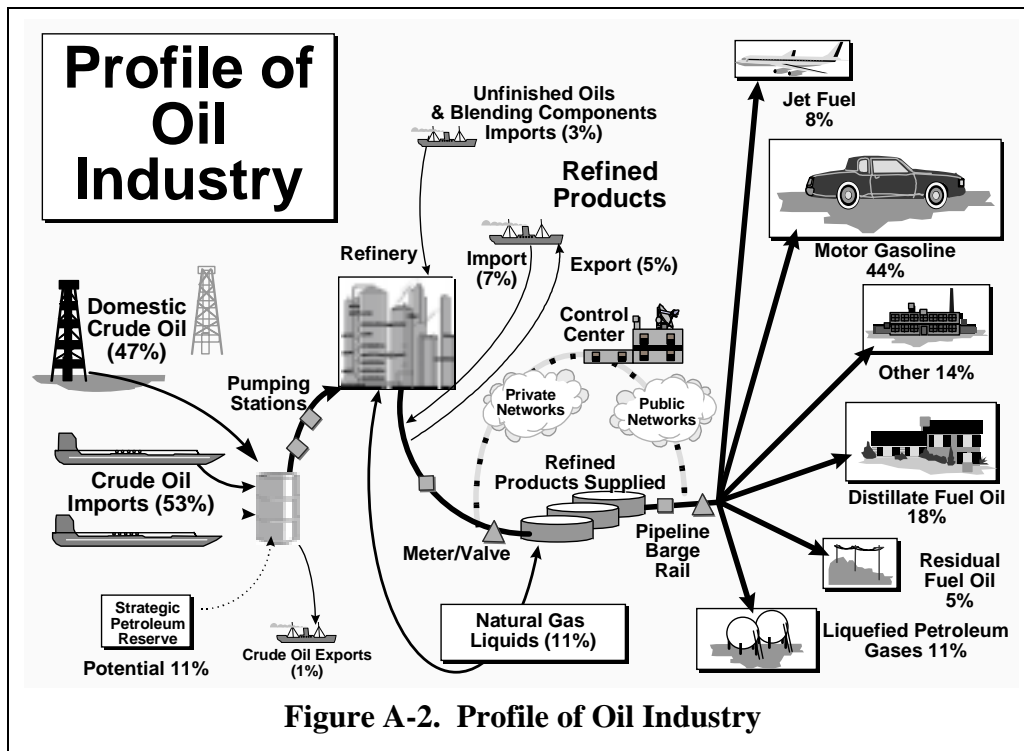 Profile of
Oil
Industry
Unfinished Oils
& Blending Components
Imports (3%)
Refined
Products
Import
(7%)
Export (5%)
Refinery
Domestic
Crude Oil
(47%)
Pumping
Stations
Crude Oil
Imports (53%)
Strategic
Petroleum
Reserve
Potential 11%
Crude Oil Exports
(1%)
Control
Center
Private
Networks
Public
Networks
Refined
Products Supplied
Meter/Valve
Pipeline
Barge
Rail
Natural Gas
Liquids (11%)
Jet Fuel
8%
Motor Gasoline
44%
Other 14%
Distillate Fuel Oil
18%
Residual
Fuel Oil
5%
Liquefied Petroleum
Gases 11%
Figure A-2. Profile of Oil Industry